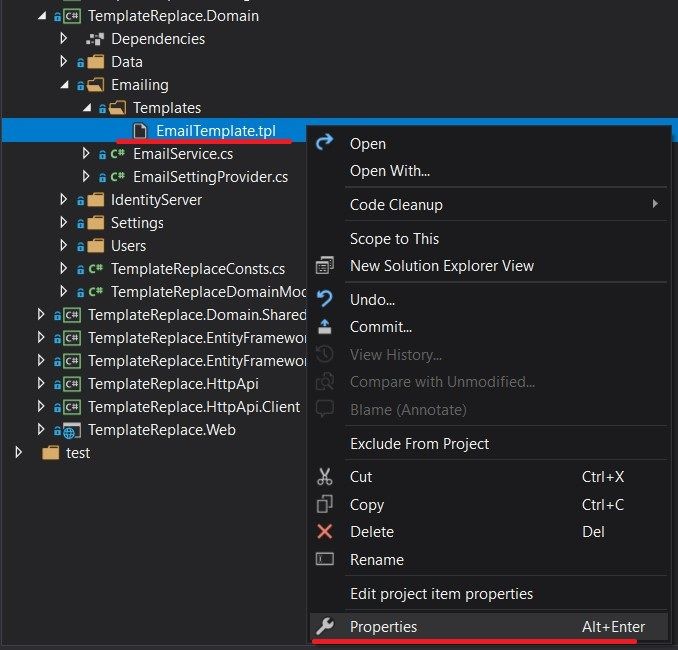 TemplateReplace.Domain
Dependencies
Data
Emailing
Templates
EmailTemplate.tpl
C# EmailService.cs
C# EmailSettingProvider.cs
IdentityServer
Settings
Users
C# TemplateReplaceConsts.cs
C# TemplateReplaceDomainMod
C# TemplateReplace.Domain.Shared
C# TemplateReplace.EntityFramewor
C# TemplateReplace.EntityFramewor
C# TemplateReplace.HttpApi
C# TemplateReplace.HttpApi.Client
TemplateReplace.Web
test
Open
Open With...
Code Cleanup
Scope to This
New Solution Explorer View
Undo...
Commit...
View History...
Compare with Unmodified...
Blame (Annotate)
Exclude From Project
Cut Ctrl+X
Copy Ctrl+C
Delete Del
Rename
Edit project item properties
Properties Alt+Enter